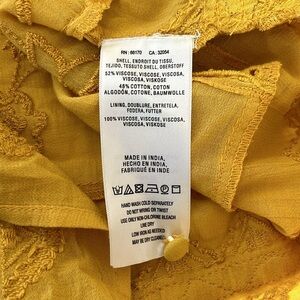 RN : 66170 CA : 32054
SHELL, ENDROIT DU TISSU,
TEJIDO, TESSUTO SHELL, OBERSTOFF
52% VISCOSE, VISCOSE, VISCOSA,
VISCOSA, VISKOSE
48% COTTON, COTON
ALGODÓN, COTONE, BAUMWOLLE
LINING, DOUBLURE, ENTRETELA,
FODERA, FUTTER
100% VISCOSE, VISCOSE, VISCOSA,
VISCOSA, VISKOSE
MADE IN INDIA,
HECHO EN INDIA,
FABRIQUE EN INDE
HAND WASH COLD SEPARATELY
DO NOT WRING OR TWIST
USE ONLY NON-CHLORINE BLEACH
LINE DRY
LOW IRON AS NEEDED
MAY BE DRY CLEANED